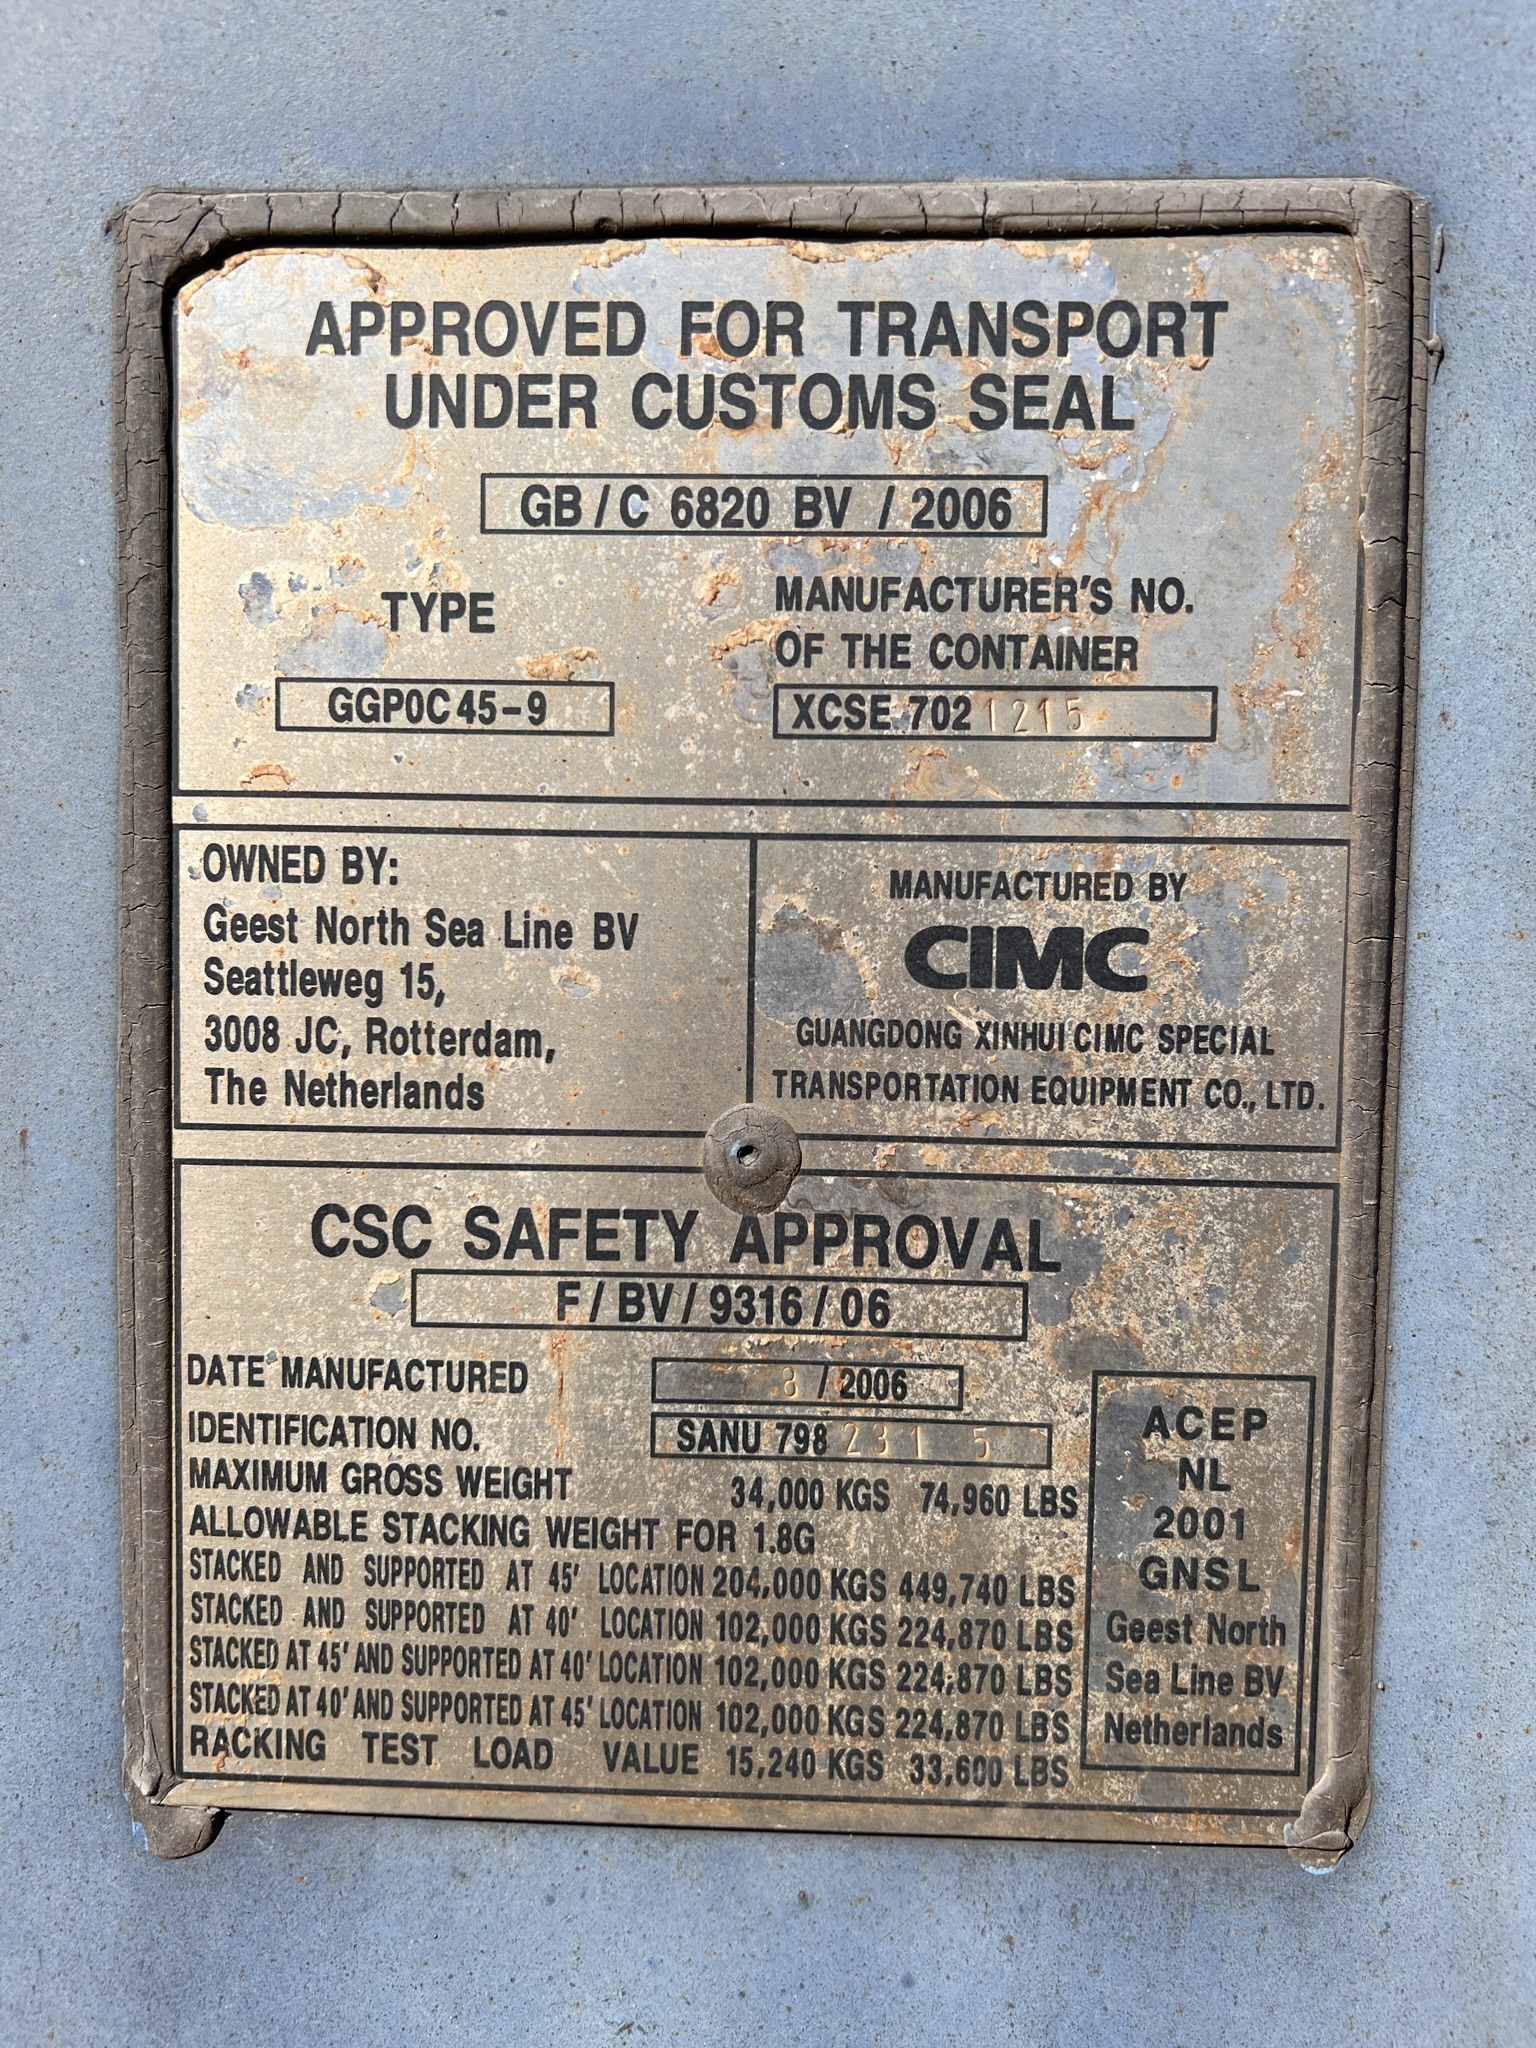 APPROVED FOR TRANSPORT
UNDER CUSTOMS SEAL
GB / C 6820 BV / 2006
TYPE
GGP0C45-9
MANUFACTURER'S NO.
OF THE CONTAINER
XCSE 702 1215
OWNED BY:
Geest North Sea Line BV
Seattleweg 15,
3008 JC, Rotterdam,
The Netherlands
MANUFACTURED BY
CIMC
GUANGDONG XINHUI CIMC SPECIAL
TRANSPORTATION EQUIPMENT CO., LTD.
CSC SAFETY APPROVAL
F / BV / 9316 / 06
DATE MANUFACTURED 8 / 2006
IDENTIFICATION NO. SANU 798 231 5
MAXIMUM GROSS WEIGHT 34,000 KGS 74,960 LBS
ALLOWABLE STACKING WEIGHT FOR 1.8G
STACKED AND SUPPORTED AT 45' LOCATION 204,000 KGS 449,740 LBS
STACKED AND SUPPORTED AT 40' LOCATION 102,000 KGS 224,870 LBS
STACKED AT 45' AND SUPPORTED AT 40' LOCATION 102,000 KGS 224,870 LBS
STACKED AT 40' AND SUPPORTED AT 45' LOCATION 102,000 KGS 224,870 LBS
RACKING TEST LOAD VALUE 15,240 KGS 33,600 LBS
ACEP
NL
2001
GNSL
Geest North
Sea Line BV
Netherlands